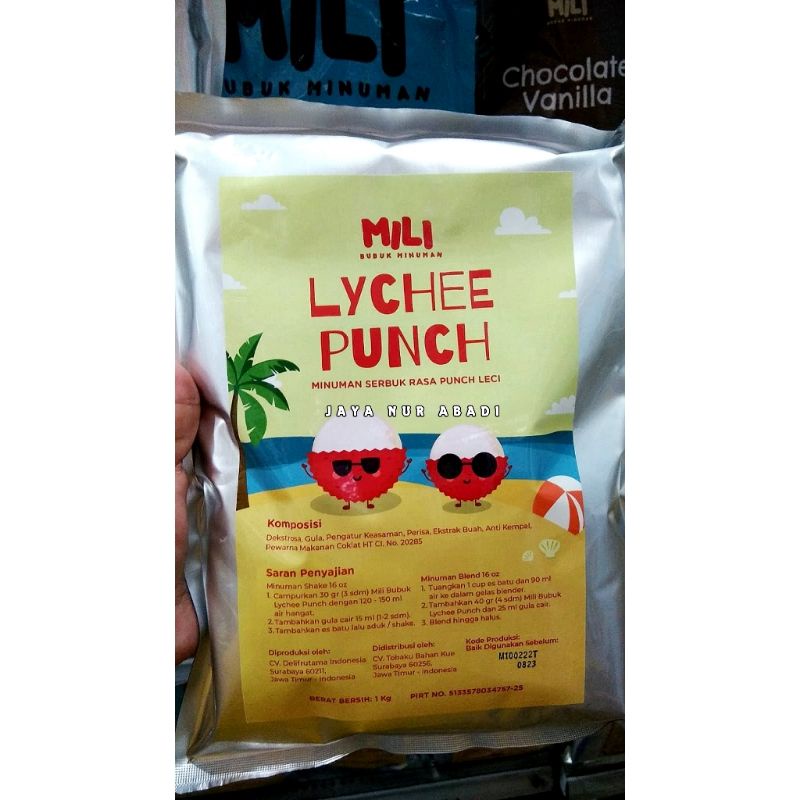 MILI
BUBUK MINUMAN
MILI
BUBUK MINUMAN
Chocolate
Vanilla
MILI
BUBUK MINUMAN
LYCHEE
PUNCH
MINUMAN SERBUK RASA PUNCH LECI
JAYA NUR ABADI
Komposisi
Dekstrosa, Gula, Pengatur Keasaman, Perisa, Ekstrak Buah, Anti Kempal,
Pewarna Makanan Coklat HT CI. No. 20285
Saran Penyajian
Minuman Shake 16 oz
1. Campurkan 30 gr (3 sdm) Mili Bubuk
Lychee Punch dengan 120 - 150 ml
air hangat.
2. Tambahkan gula cair 15 ml (1-2 sdm).
3. Tambahkan es batu lalu aduk / shake.
Minuman Blend 16 oz
1. Tuangkan 1 cup es batu dan 90 ml
air ke dalam gelas blender.
2. Tambahkan 40 gr (4 sdm) Mili Bubuk
Lychee Punch dan 25 ml gula cair.
3. Blend hingga halus.
Diproduksi oleh:
CV. Delifrutama Indonesia
Surabaya 60211,
Jawa Timur - Indonesia
Didistribusi oleh:
CV. Tobaku Bahan Kue
Surabaya 60256,
Jawa Timur - Indonesia
Kode Produksi:
Baik Digunakan Sebelum:
M100222T
0823
BERAT BERSIH: 1 Kg
PIRT NO. 5133578034757-25